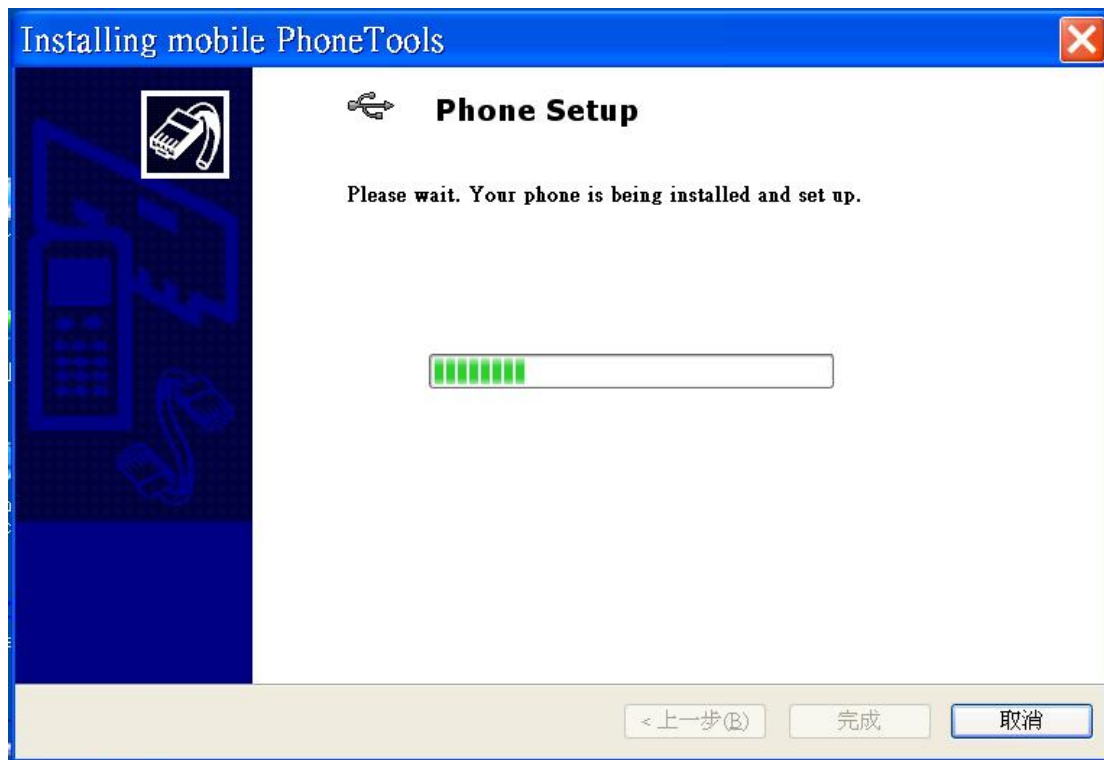 Installing mobile PhoneTools
Phone Setup
Please wait. Your phone is being installed and set up.
<上一步(B)
完成
取消